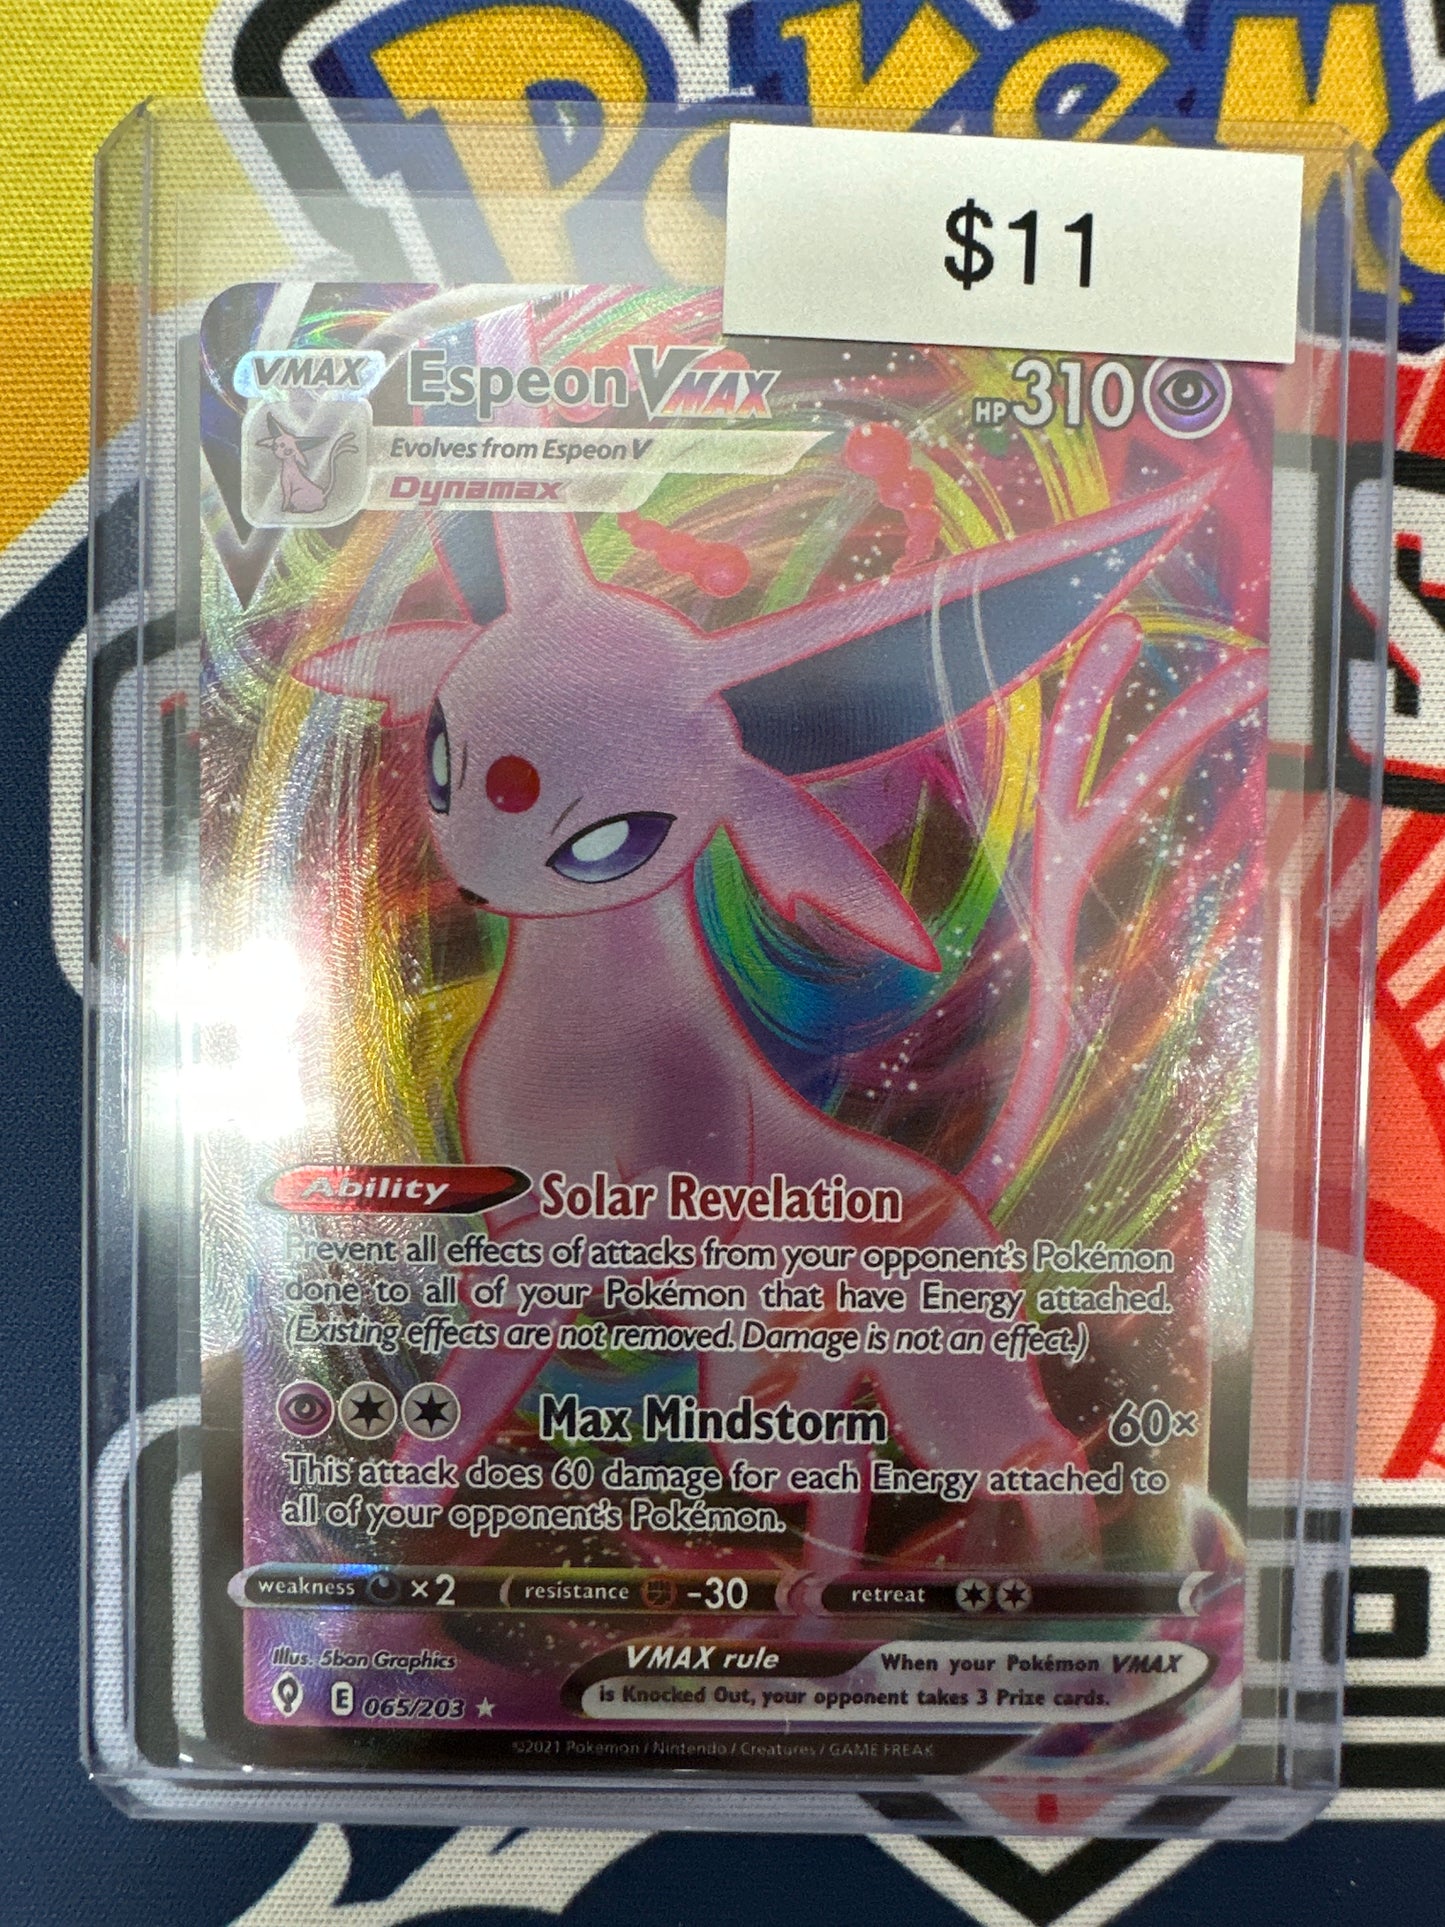 POKéMO
$11
VMAX Espeon VMAX HP 310
Evolves from Espeon V
Dynamax
Ability Solar Revelation
Prevent all effects of attacks from your opponent's Pokémon
done to all of your Pokémon that have Energy attached.
(Existing effects are not removed. Damage is not an effect.)
Max Mindstorm 60×
This attack does 60 damage for each Energy attached to
all of your opponent's Pokémon.
weakness ×2 resistance -30 retreat
Illus. 5ban Graphics
VMAX rule When your Pokémon VMAX
is Knocked Out, your opponent takes 3 Prize cards.
E 065/203
©2021 Pokémon / Nintendo / Creatures / GAME FREAK